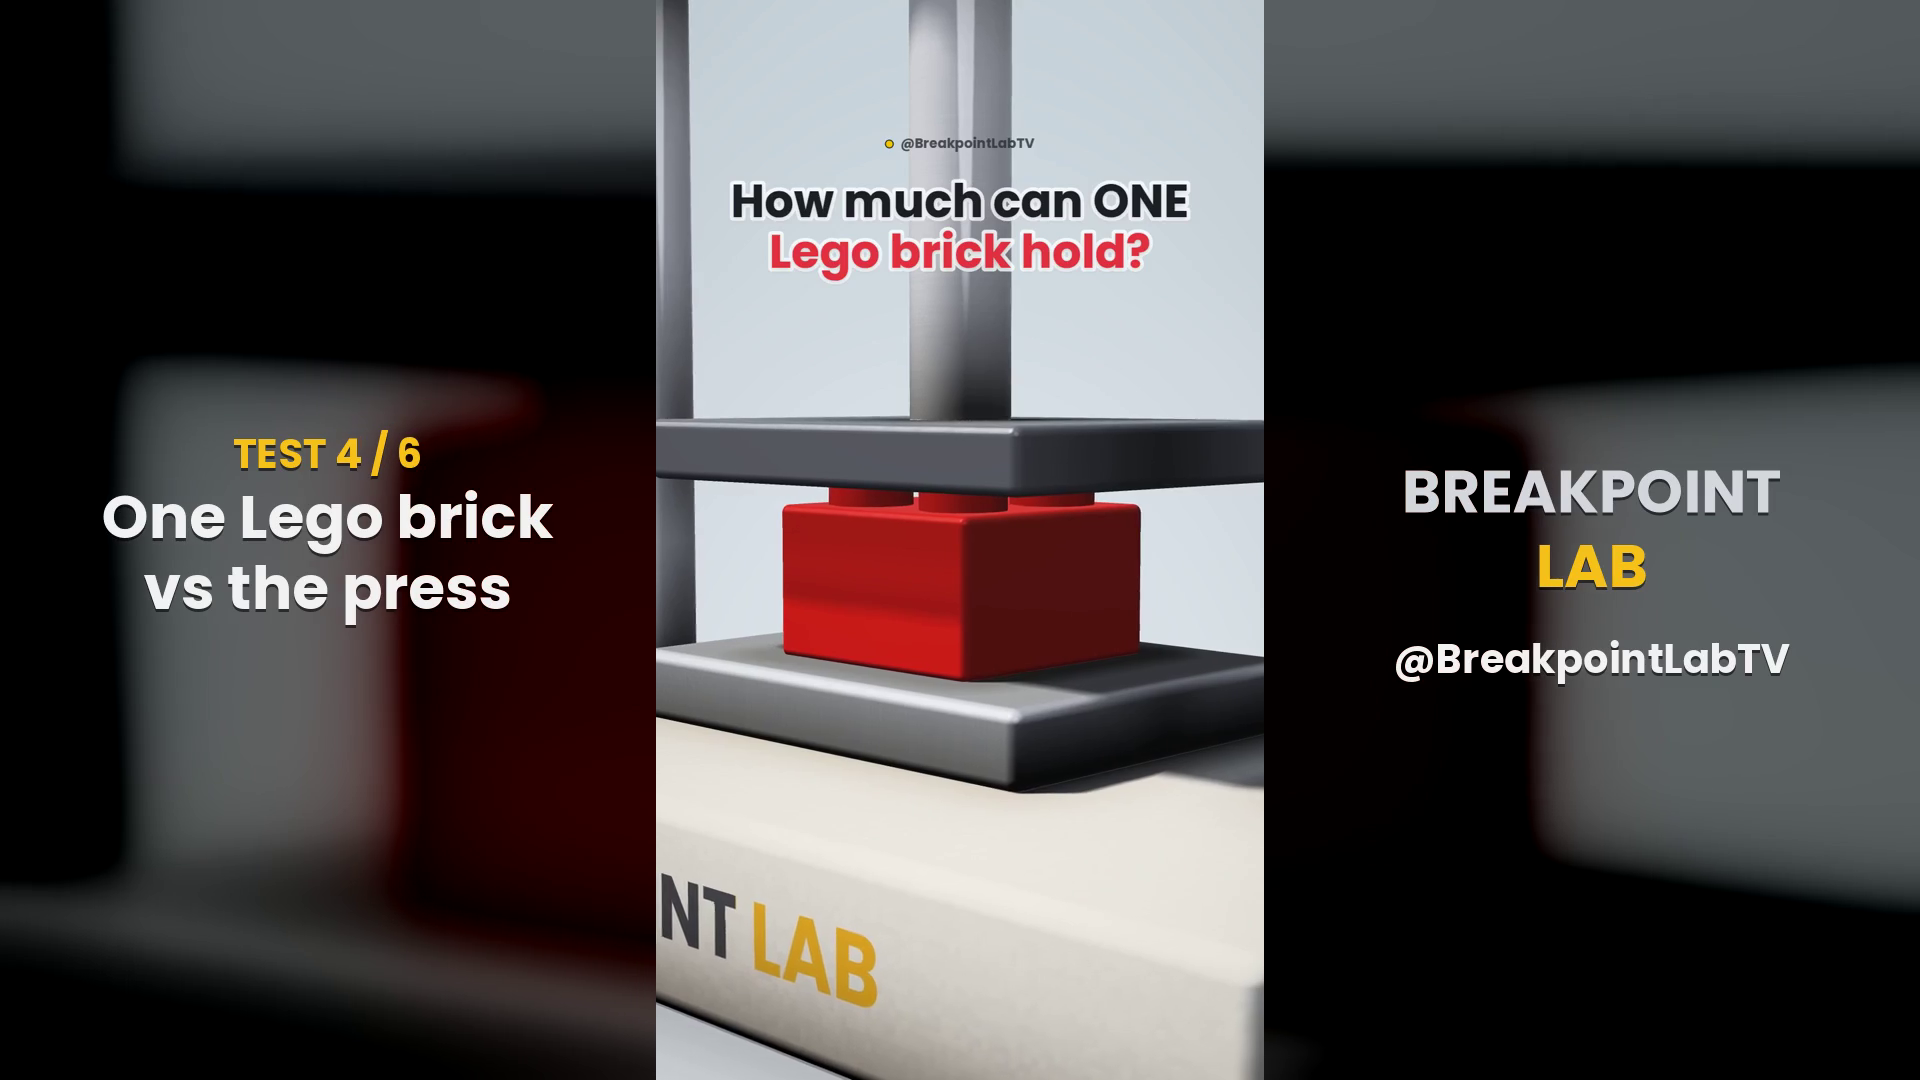 TEST 4 / 6
One Lego brick
vs the press
@BreakpointLabTV
How much can ONE
Lego brick hold?
NT LAB
BREAKPOINT
LAB
@BreakpointLabTV